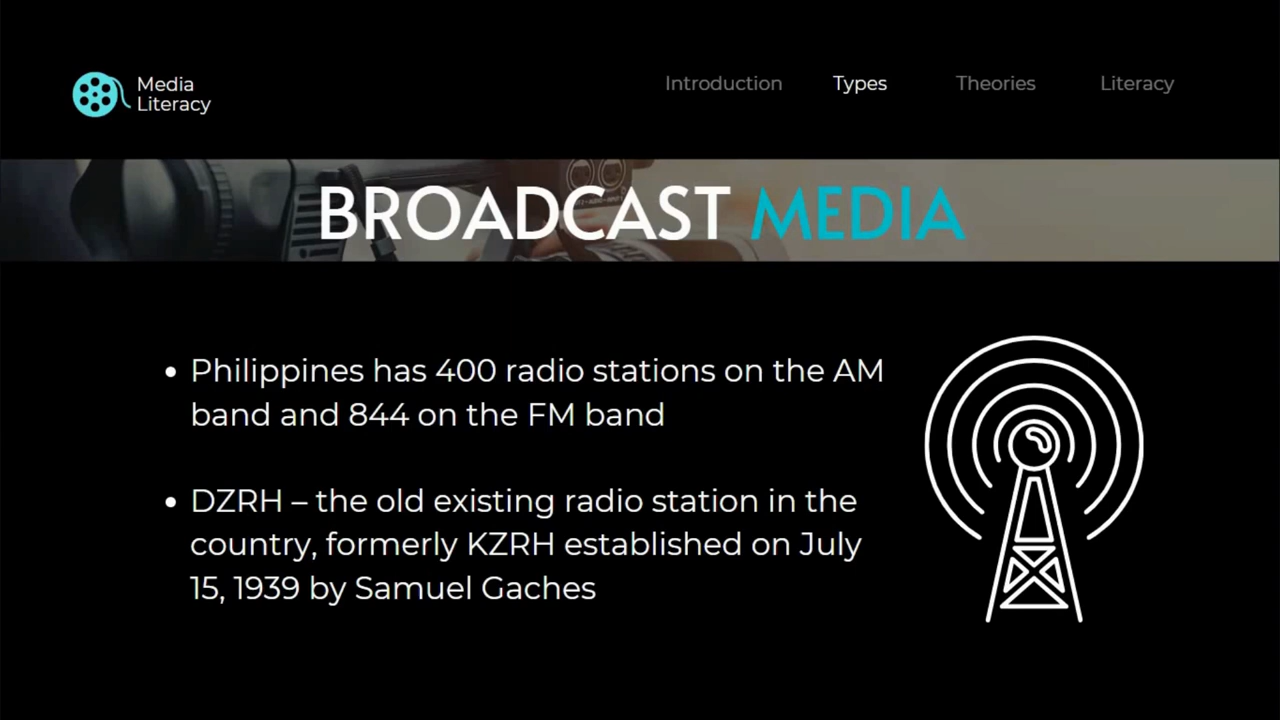 Media
Literacy
Introduction
Types
Theories
Literacy
BROADCAST MEDIA
• Philippines has 400 radio stations on the AM
band and 844 on the FM band
• DZRH – the old existing radio station in the
country, formerly KZRH established on July
15, 1939 by Samuel Gaches